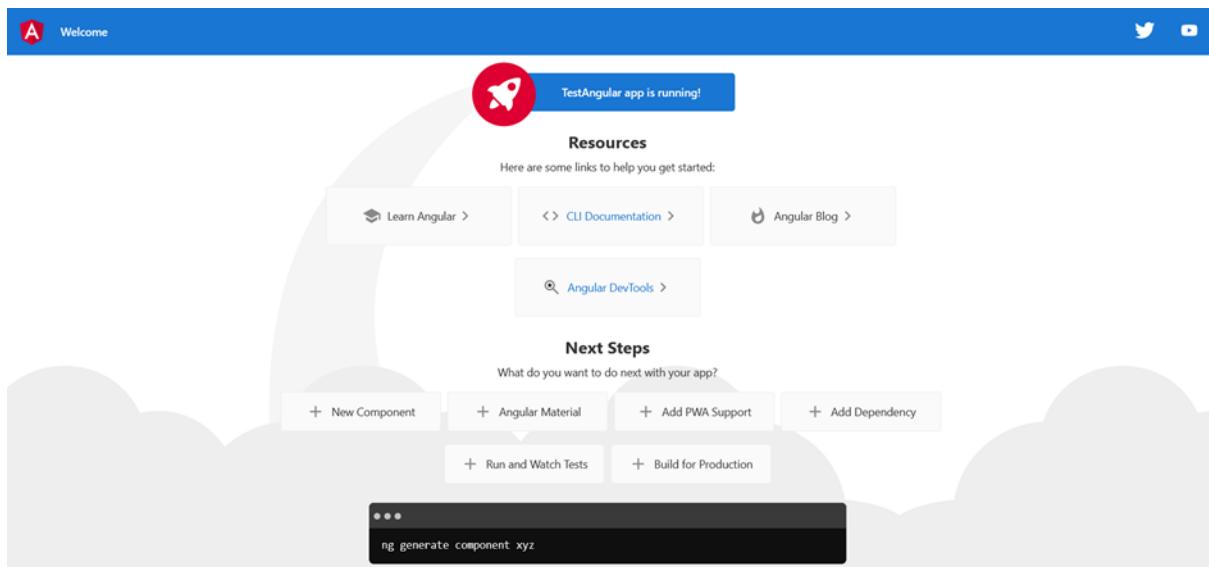 Welcome
TestAngular app is running!
Resources
Here are some links to help you get started:
Learn Angular
CLI Documentation
Angular Blog
Angular DevTools
Next Steps
What do you want to do next with your app?
New Component
Angular Material
Add PWA Support
Add Dependency
Run and Watch Tests
Build for Production
ng generate component xyz